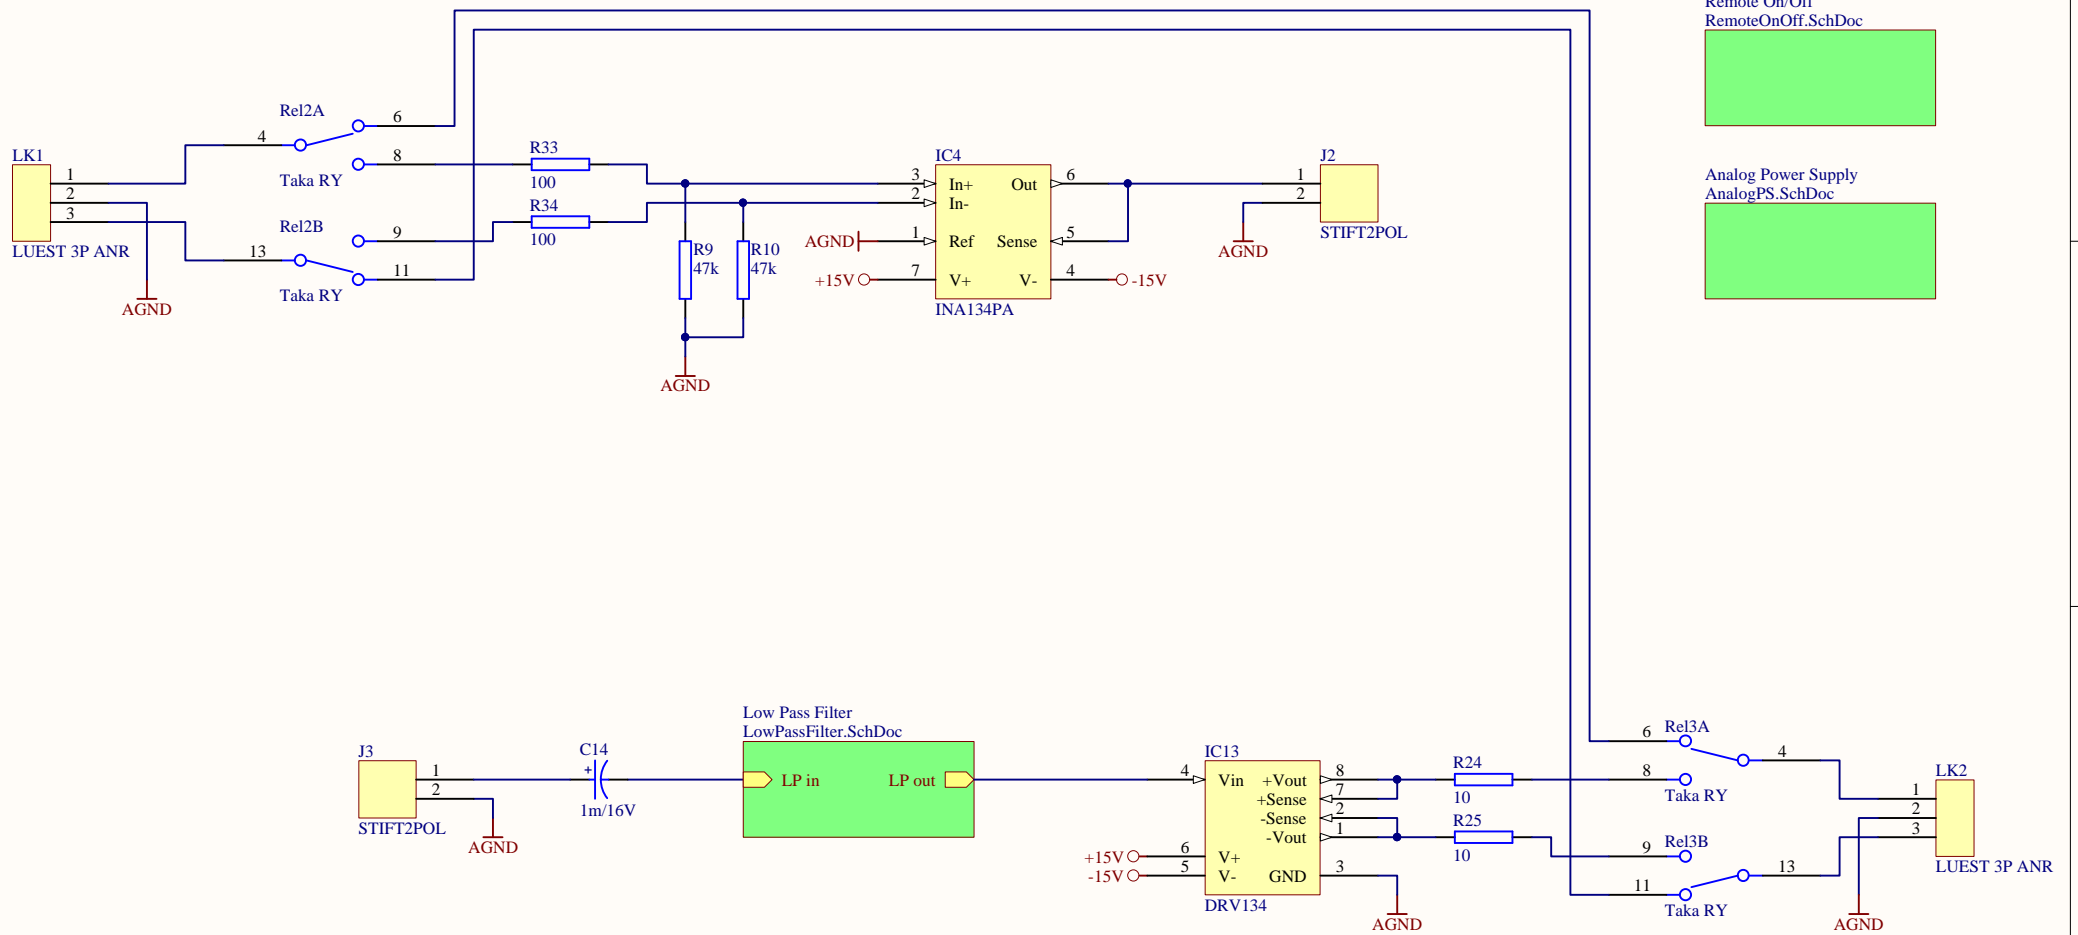 Remote On/Off
RemoteOnOff.SchDoc
Rel2A
6
4
8
Taka RY
LK1
1
2
3
LUEST 3P ANR
AGND
Rel2B
9
13
11
Taka RY
R33
100
R34
100
R9
47k
R10
47k
AGND
IC4
3
In+
Out
6
2
In-
AGND
1
Ref
Sense
5
+15V
7
V+
V-
4
-15V
INA134PA
J2
1
2
STIFT2POL
AGND
Analog Power Supply
AnalogPS.SchDoc
J3
1
2
STIFT2POL
AGND
C14
+
1m/16V
Low Pass Filter
LowPassFilter.SchDoc
LP in
LP out
IC13
4
Vin
+Vout
8
+Sense
7
-Sense
2
-Vout
1
+15V
6
V+
-15V
5
V-
GND
3
DRV134
AGND
R24
10
R25
10
Rel3A
6
4
8
Taka RY
Rel3B
9
13
11
Taka RY
LK2
1
2
3
LUEST 3P ANR
AGND